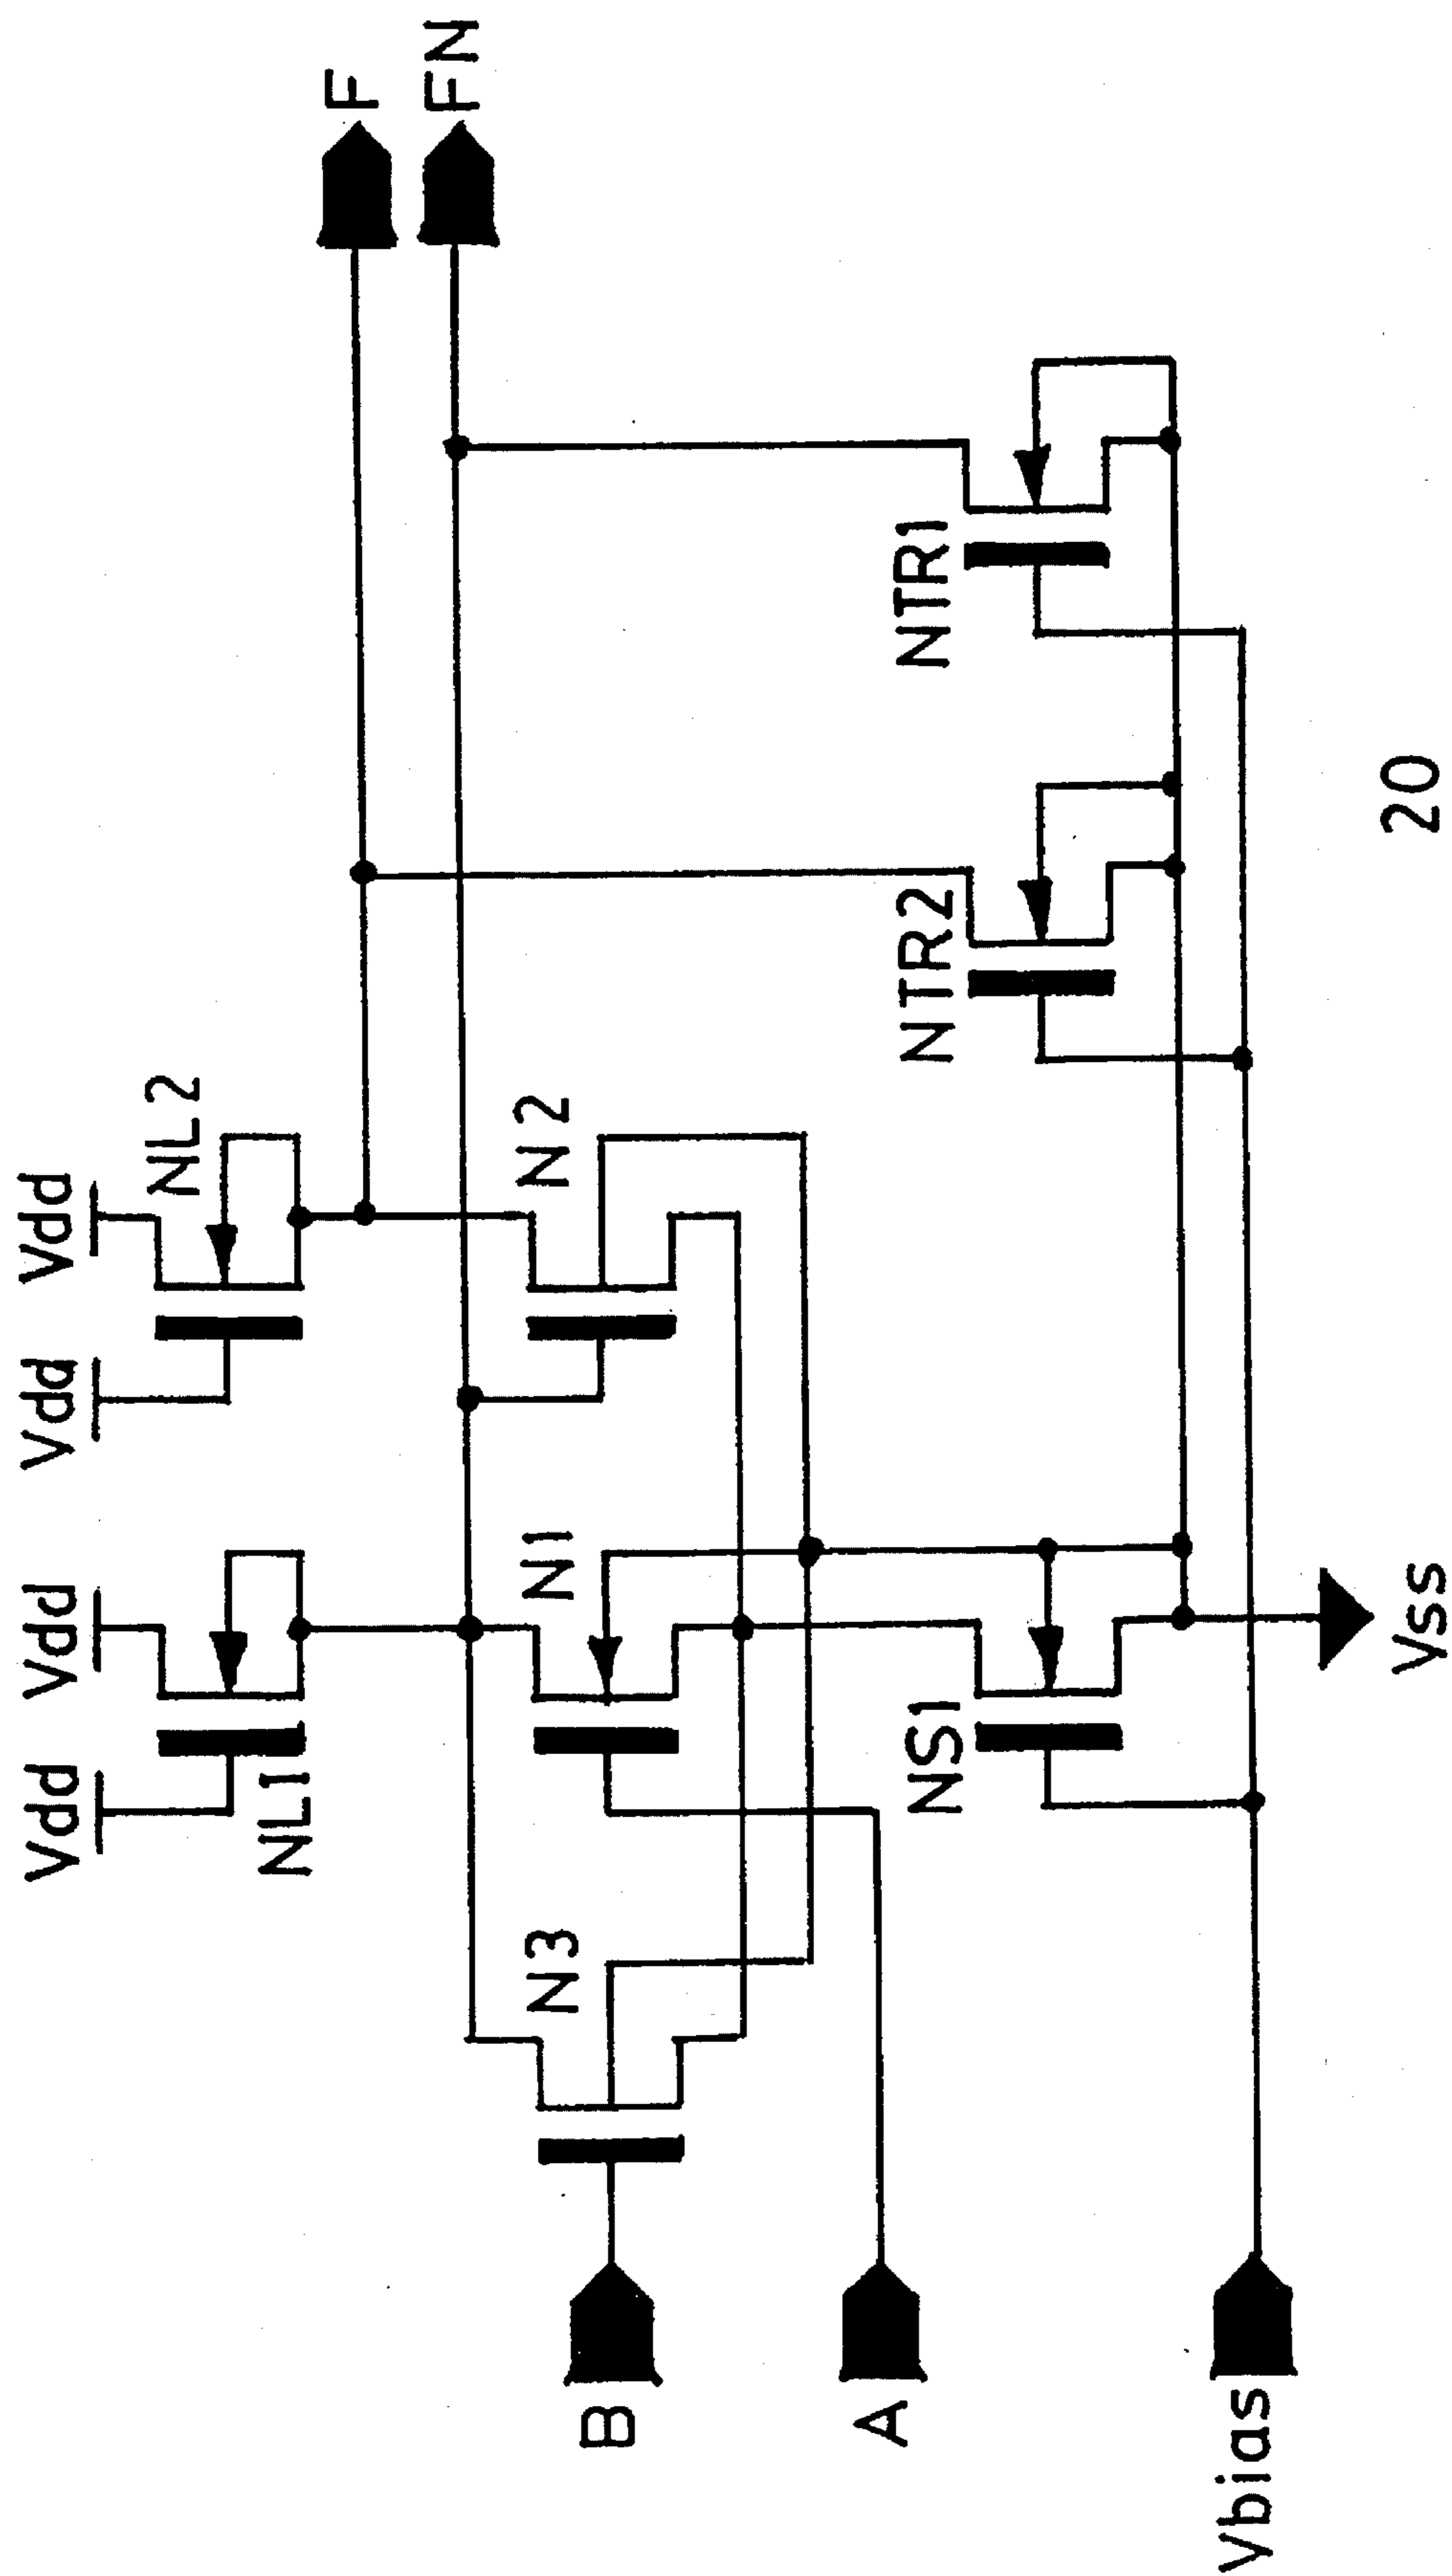 Vdd
Vdd
Vdd
Vdd
NL1
NL2
F
FN
N3
N1
N2
B
A
NS1
NTR2
NTR1
Vbias
Vss
20